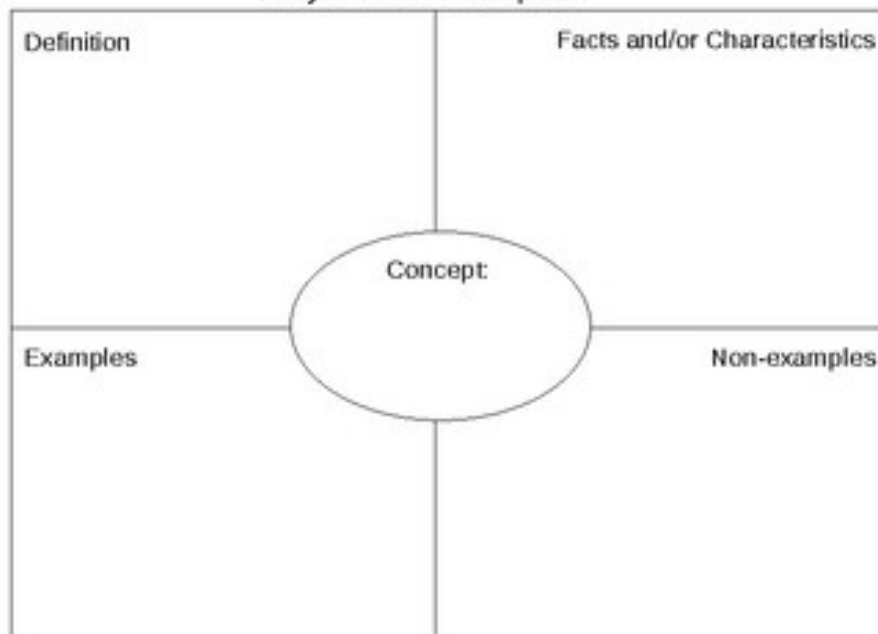 Definition
Facts and/or Characteristics
Concept:
Examples
Non-examples